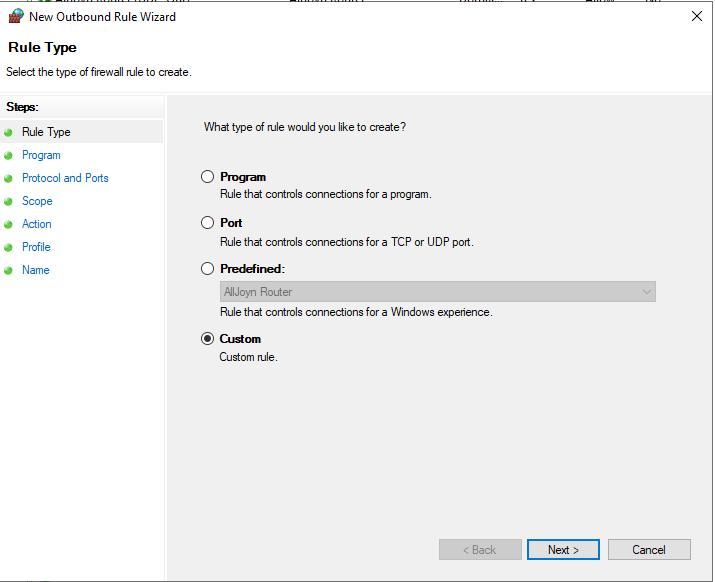 New Outbound Rule Wizard
Rule Type
Select the type of firewall rule to create.
Steps:
Rule Type
Program
Protocol and Ports
Scope
Action
Profile
Name
What type of rule would you like to create?
Program
Rule that controls connections for a program.
Port
Rule that controls connections for a TCP or UDP port.
Predefined:
AllJoyn Router
Rule that controls connections for a Windows experience.
Custom
Custom rule.
< Back
Next >
Cancel